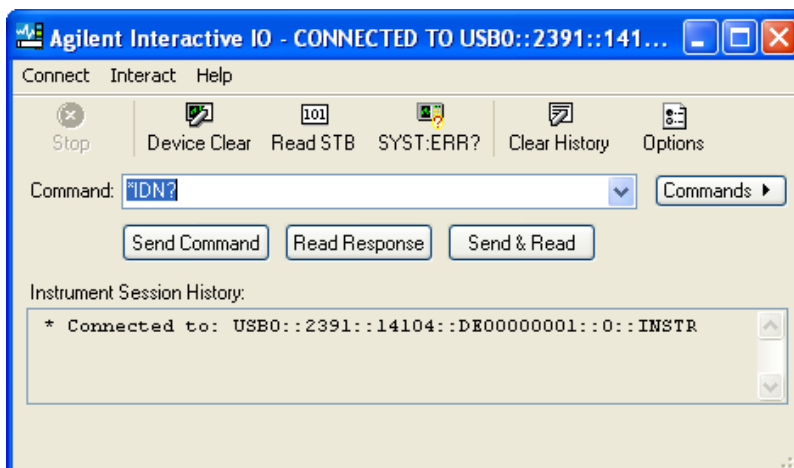 Agilent Interactive IO - CONNECTED TO USB0::2391::141...
Connect Interact Help
Stop Device Clear Read STB SYST:ERR? Clear History Options
Command: *IDN? Commands
Send Command Read Response Send & Read
Instrument Session History:
* Connected to: USB0::2391::14104::DE00000001::0::INSTR